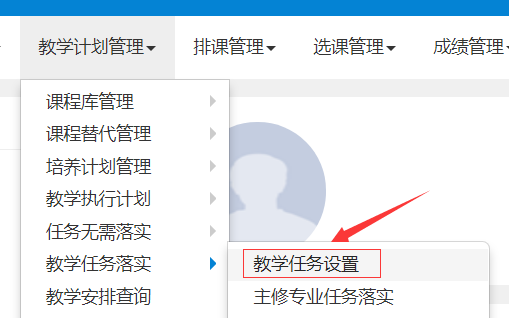 教学计划管理 排课管理 选课管理 成绩管理
课程库管理
课程替代管理
培养计划管理
教学执行计划
任务无需落实
教学任务落实 教学任务设置
教学安排查询 主修专业任务落实